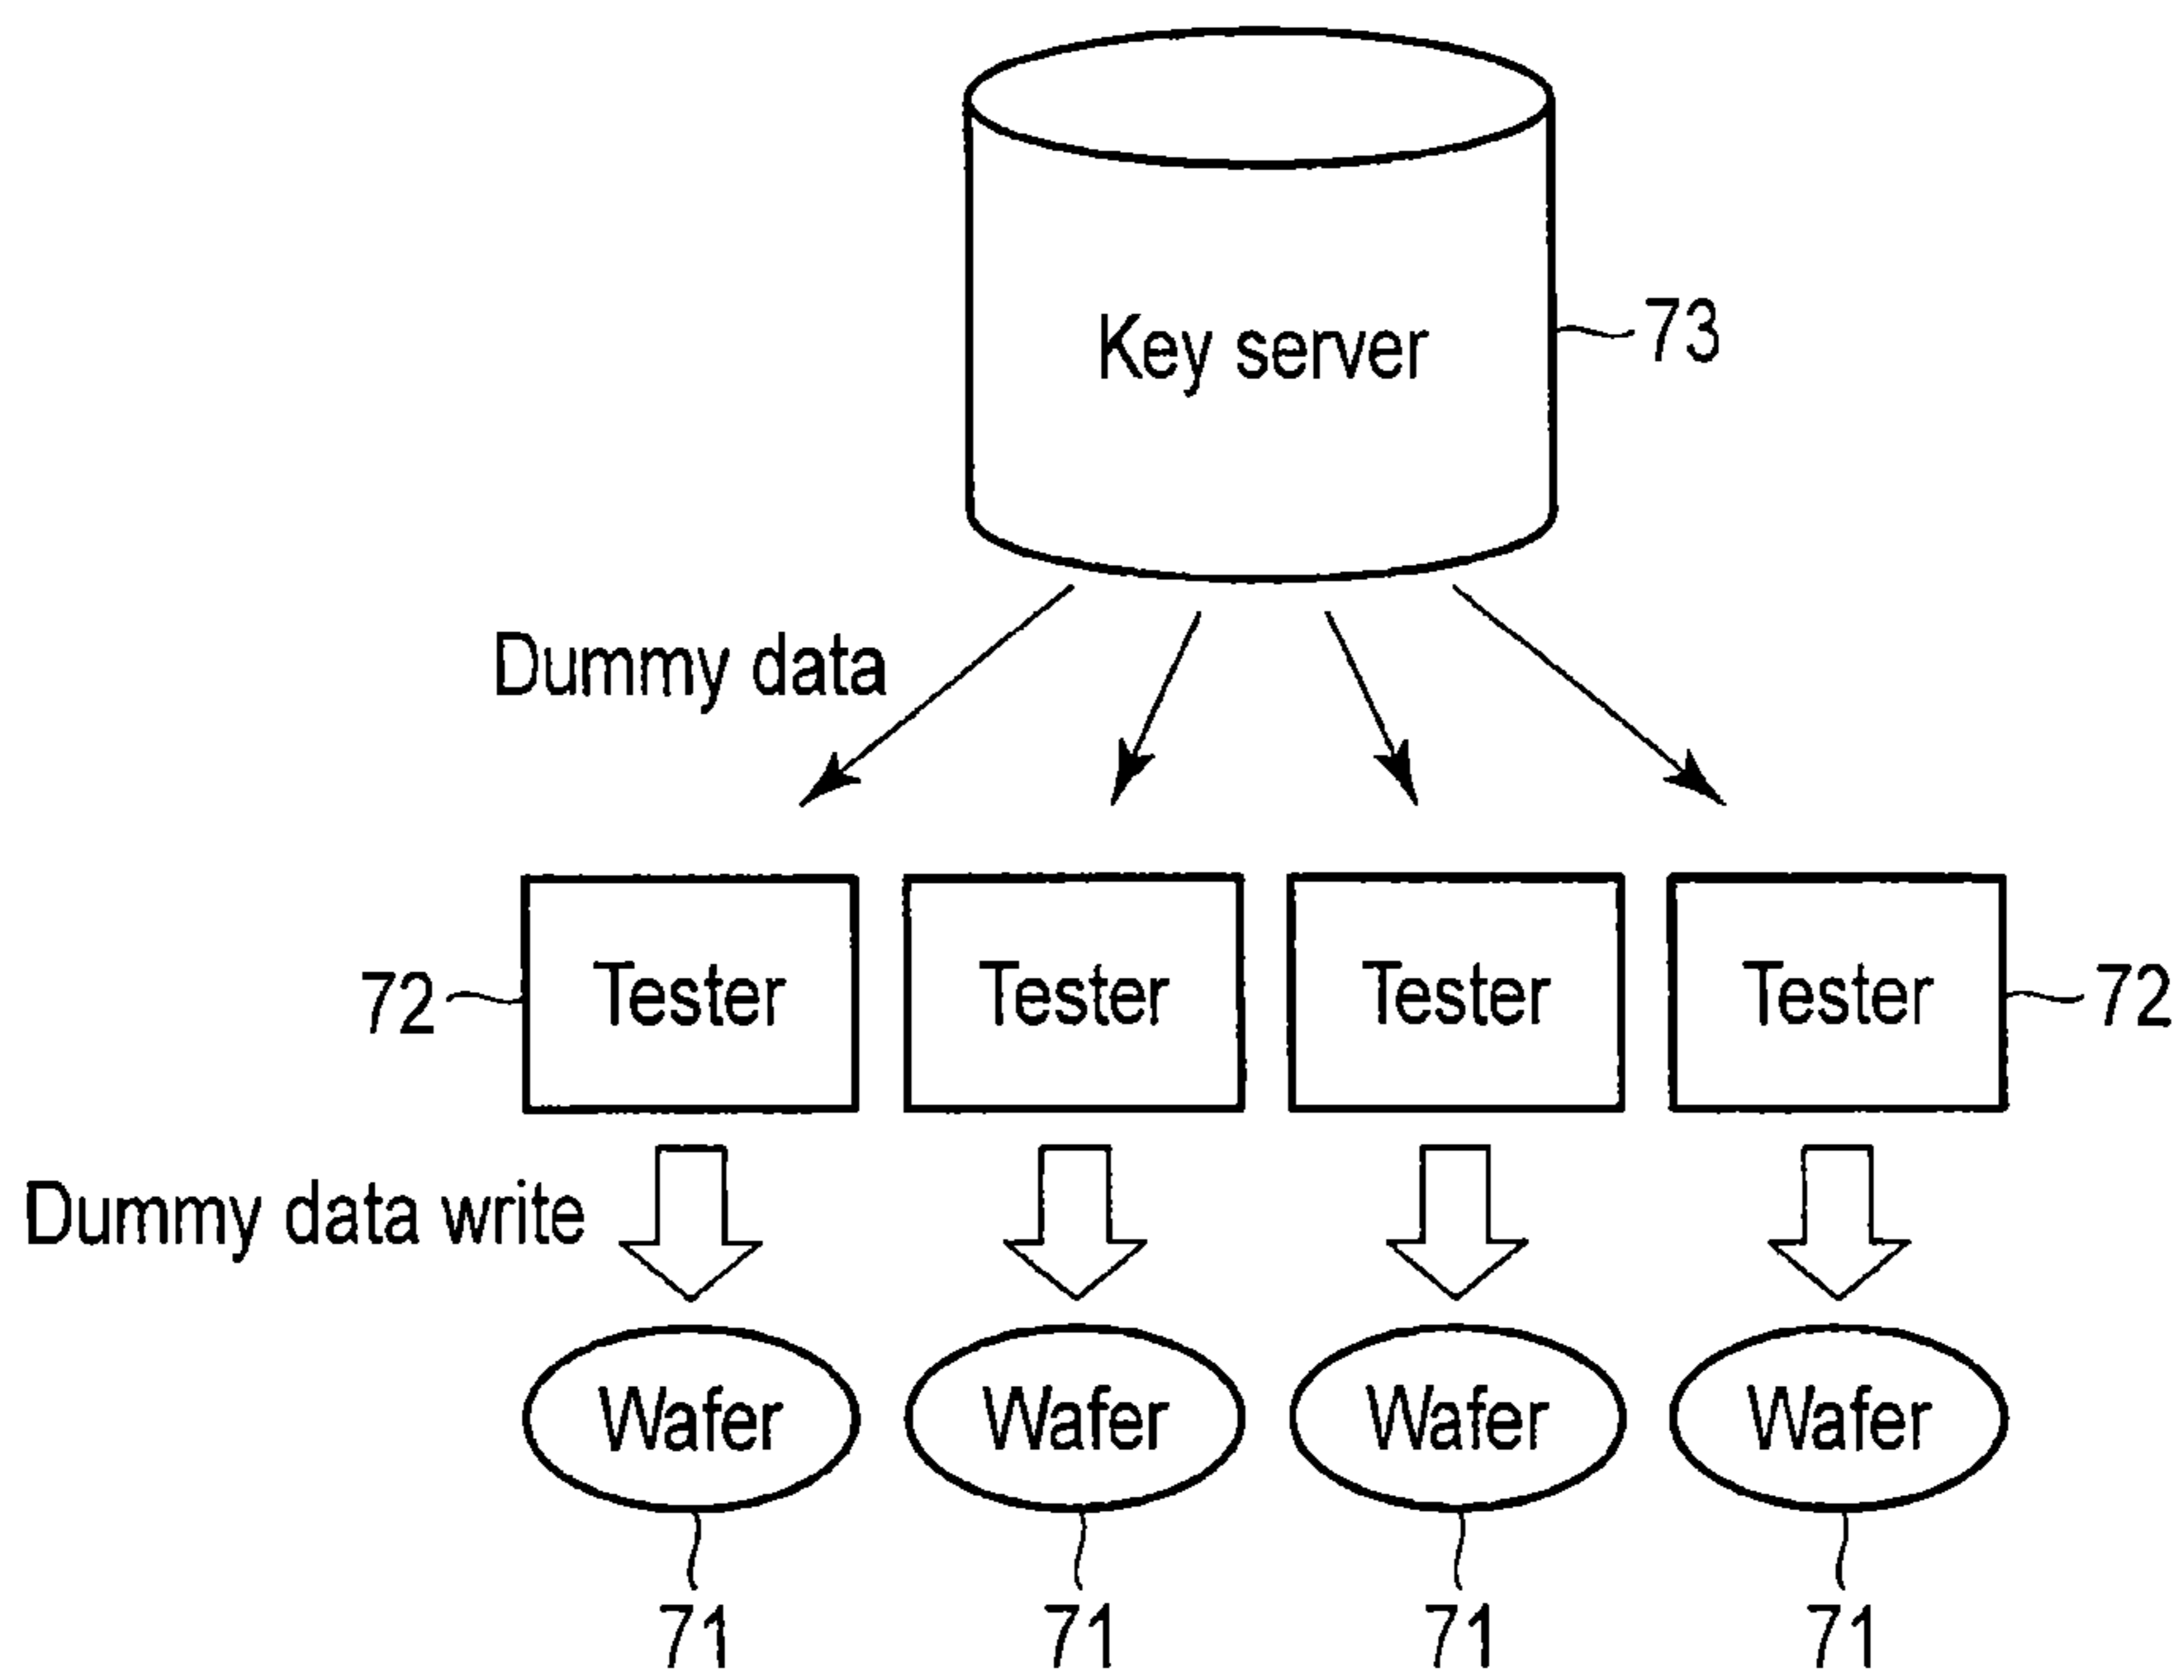 Key server
73
Dummy data
72 Tester Tester Tester Tester 72
Dummy data write
Wafer Wafer Wafer Wafer
71 71 71 71